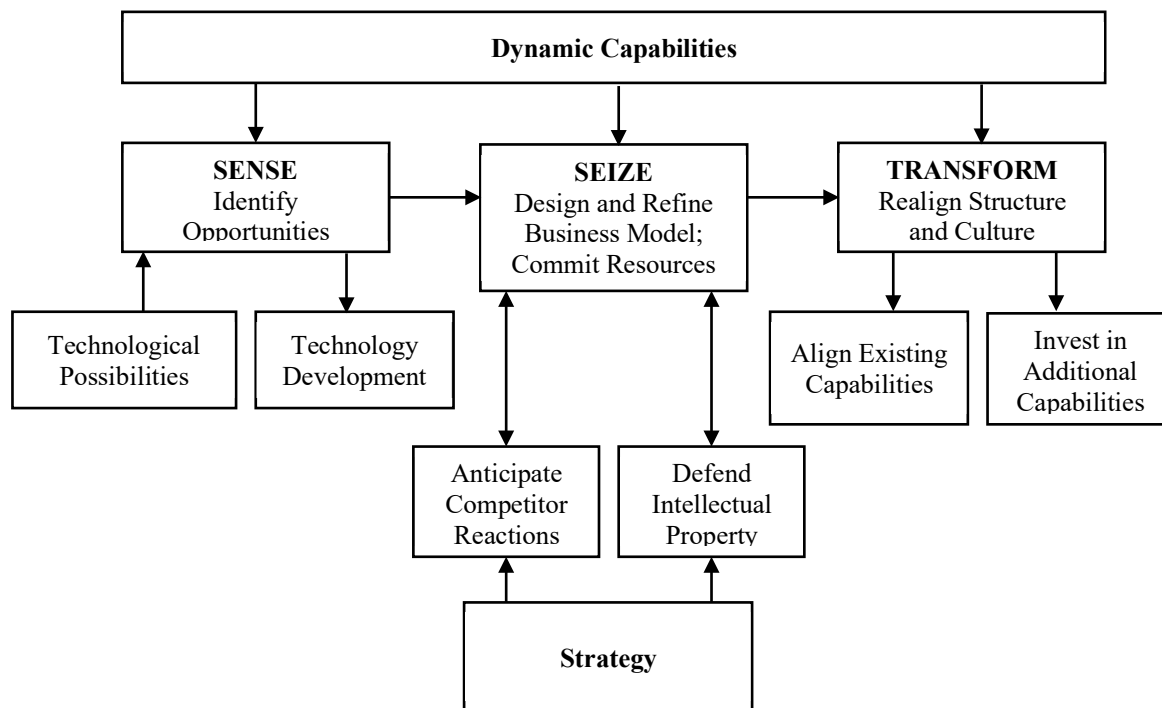 Dynamic Capabilities
SENSE
Identify
Opportunities
SEIZE
Design and Refine
Business Model;
Commit Resources
TRANSFORM
Realign Structure
and Culture
Technological
Possibilities
Technology
Development
Align Existing
Capabilities
Invest in
Additional
Capabilities
Anticipate
Competitor
Reactions
Defend
Intellectual
Property
Strategy